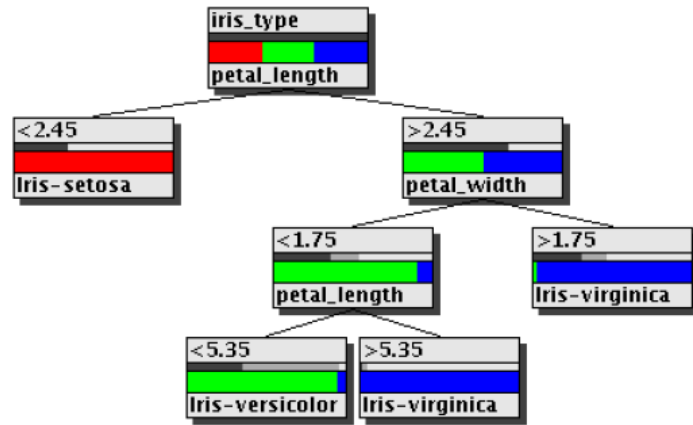 iris_type
petal_length
<2.45
Iris-setosa
>2.45
petal_width
<1.75
petal_length
>1.75
Iris-virginica
<5.35
Iris-versicolor
>5.35
Iris-virginica